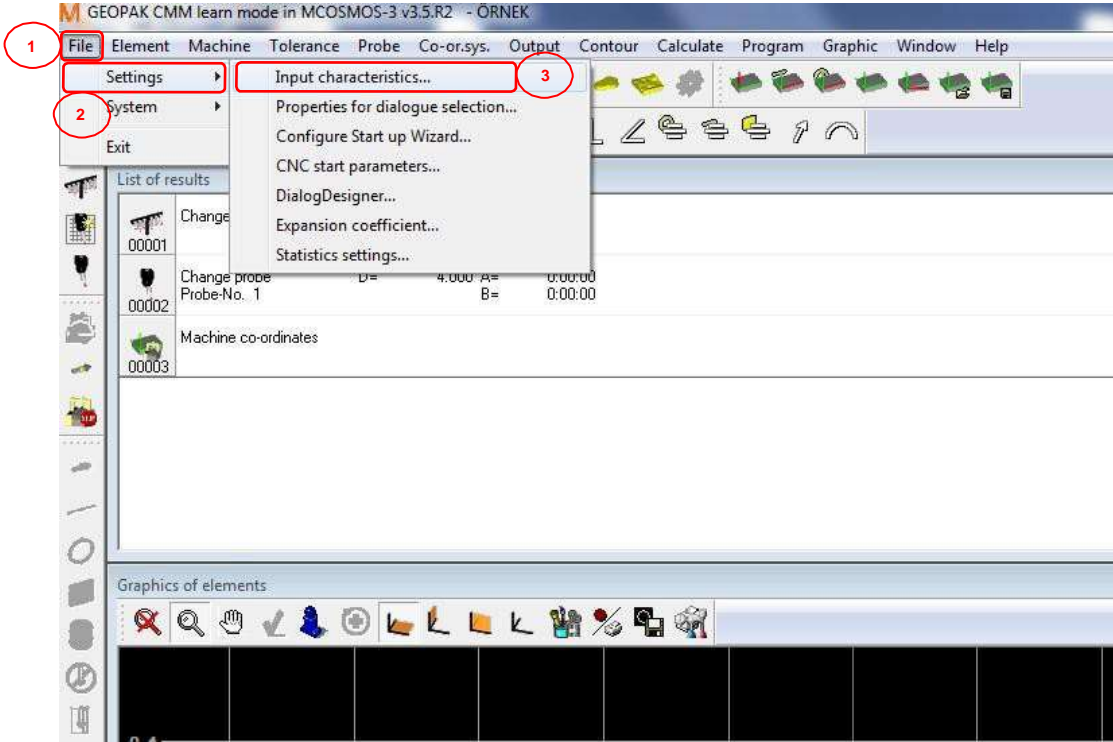 GEOPAK CMM learn mode in MCOSMOS-3 v3.5.R2 - ÖRNEK
1
File Element Machine Tolerance Probe Co-or.sys. Output Contour Calculate Program Graphic Window Help
Settings
Input characteristics...
3
2
System
Properties for dialogue selection...
Exit
Configure Start up Wizard...
CNC start parameters...
DialogDesigner...
Expansion coefficient...
Statistics settings...
List of results
Change
00001
Change probe D= 4.000 A= 0:00:00
Probe-No. 1 B= 0:00:00
00002
Machine co-ordinates
00003
Graphics of elements